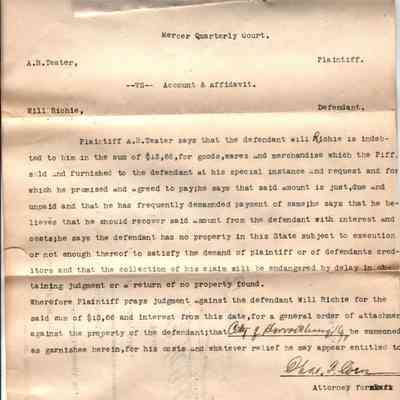 Mercer Quarterly Court.
A.B.Tester, Plaintiff.
--VS-- Account & Affidavit.
Will Richie, Defendant.
Plaintiff A.B.Tester says that the defendant Will Richie is indeb-
ted to him in the sum of $13,66,for goods,wares and merchandise which the Plff.
sold and furnished to the defendant at his special instance and request and for
which he promised and agreed to pay;he says that said amount is just,due and
unpaid and that he has frequently demanded payment of same;he says that he be-
lieves that he should recover said amount from the defendant with interest and
costs;he says the defendant has no property in this State subject to execution
or not enough thereof to satisfy the demand of plaintiff or of defendants cred-
itors and that the collection of his claim will be endangered by delay in obtai
taining judgment or a return of no property found.
Wherefore Plaintiff prays judgment against the defendant Will Richie for the
said sum of $13,66 and interest from this date,for a general order of attachmen
against the property of the defendant;that City of Harrodsburg Ky be summoned
as garnishee herein,for his costs and whatever relief he may appear entitled to
Attorney for